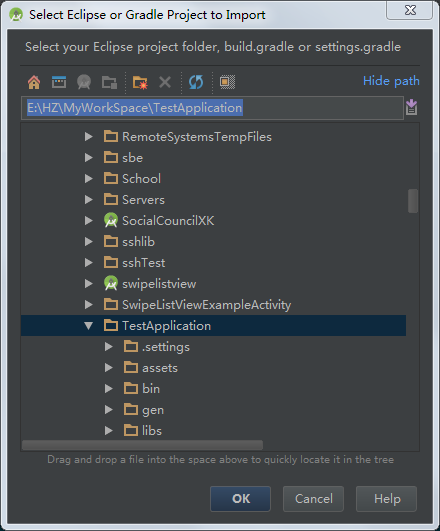 Select Eclipse or Gradle Project to Import
Select your Eclipse project folder, build.gradle or settings.gradle
Hide path
E:\HZ\MyWorkSpace\TestApplication
RemoteSystemsTempFiles
sbe
School
Servers
SocialCouncilXK
sshlib
sshTest
swipelistview
SwipeListViewExampleActivity
TestApplication
.settings
assets
bin
gen
libs
Drag and drop a file into the space above to quickly locate it in the tree
OK Cancel Help